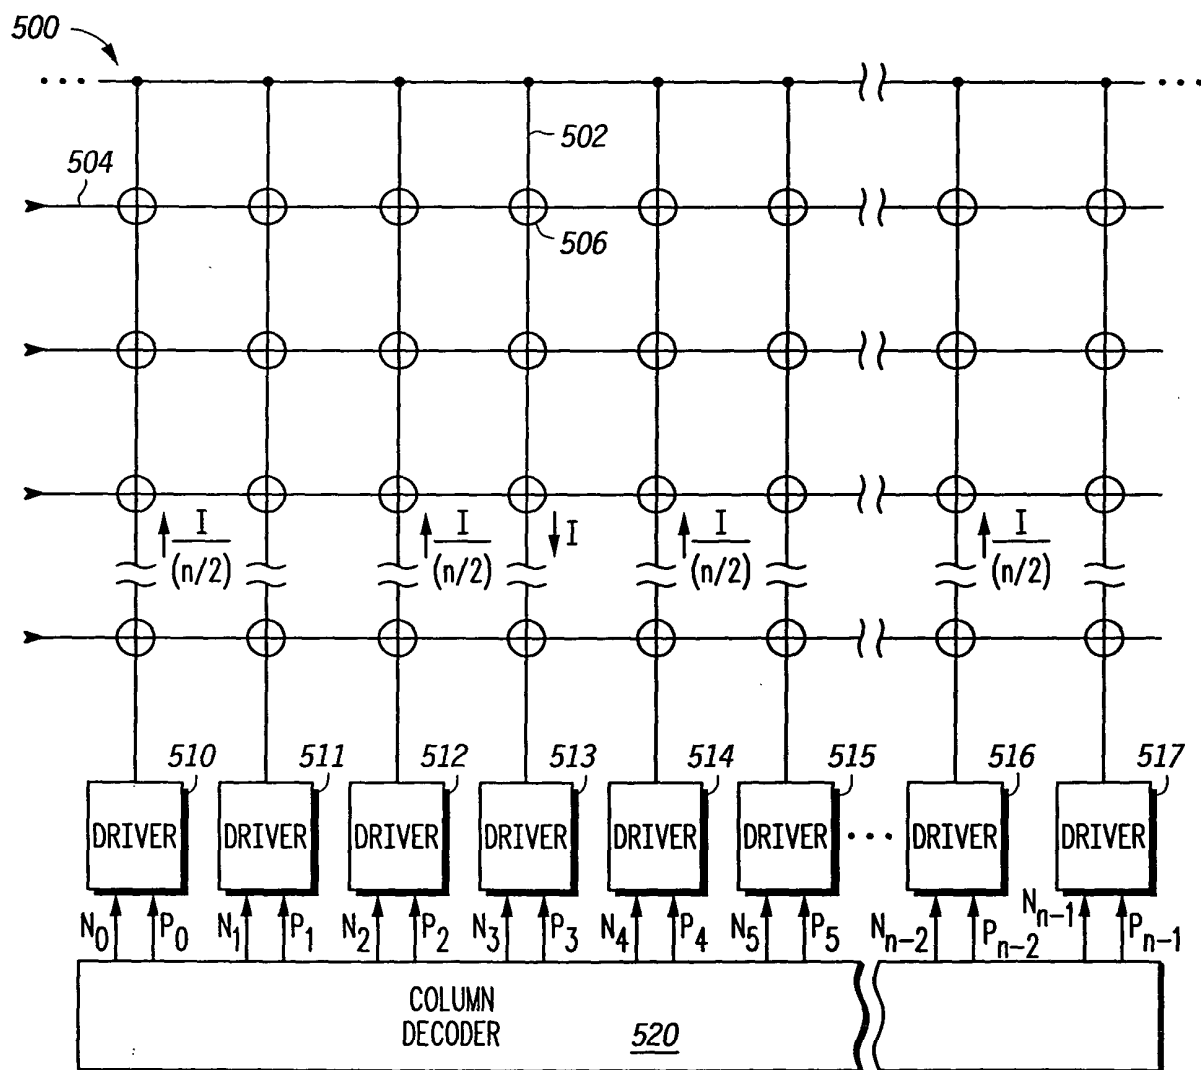 500
... ...
502
504
506
I/(n/2) I/(n/2) I I/(n/2) I/(n/2)
510 511 512 513 514 515 516 517
DRIVER DRIVER DRIVER DRIVER DRIVER DRIVER ... DRIVER DRIVER
N0 P0 N1 P1 N2 P2 N3 P3 N4 P4 N5 P5 Nn-2 Pn-2 Nn-1 Pn-1
COLUMN
DECODER 520